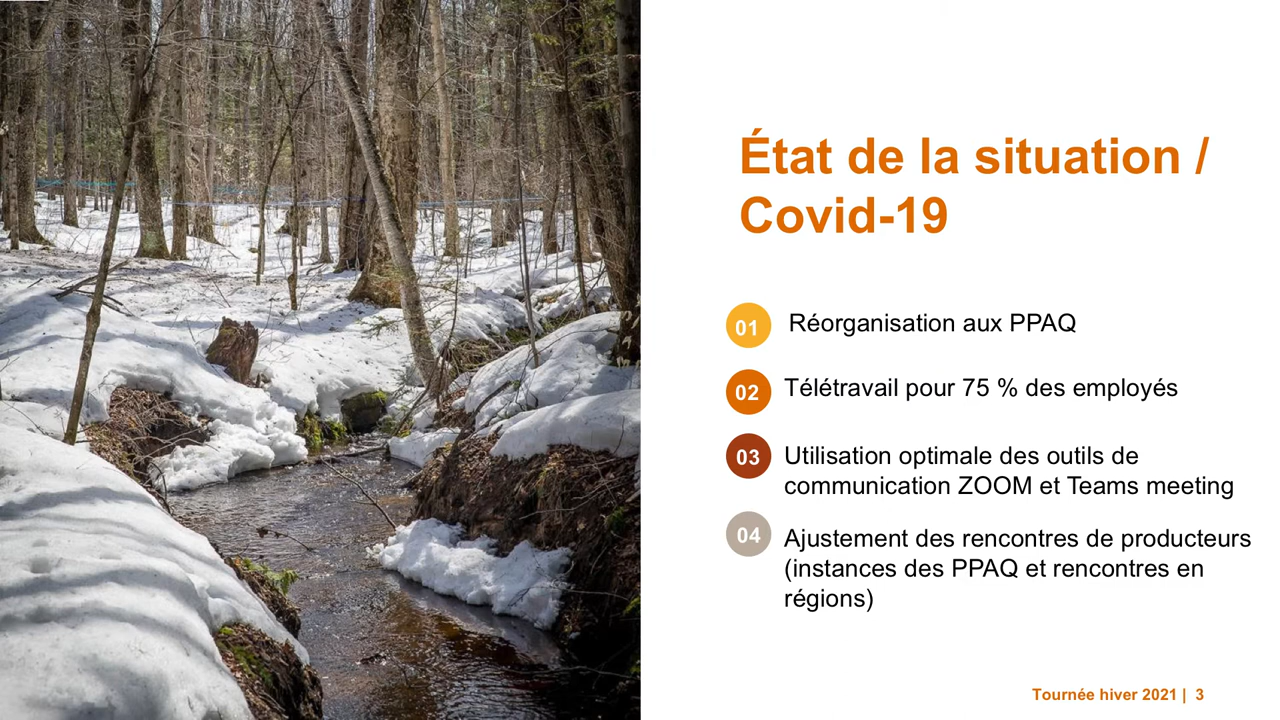 État de la situation /
Covid-19
01 Réorganisation aux PPAQ
02 Télétravail pour 75 % des employés
03 Utilisation optimale des outils de
communication ZOOM et Teams meeting
04 Ajustement des rencontres de producteurs
(instances des PPAQ et rencontres en
régions)
Tournée hiver 2021 | 3